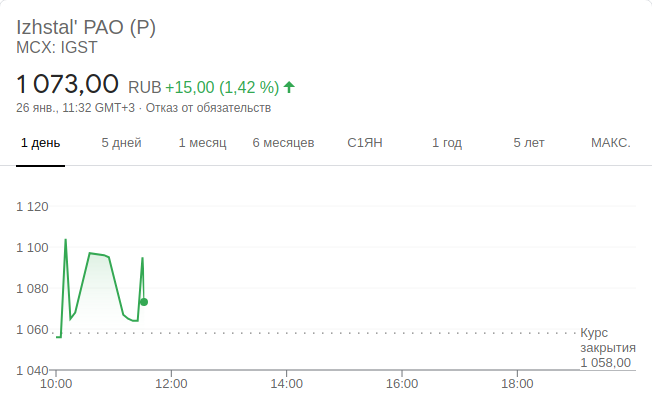 Izhstal' PAO (P)
MCX: IGST
1 073,00 RUB +15,00 (1,42 %)
26 янв., 11:32 GMT+3 · Отказ от обязательств
1 день 5 дней 1 месяц 6 месяцев С1ЯН 1 год 5 лет МАКС.
1 120
1 100
1 080
1 060
Курс
закрытия
1 058,00
1 040
10:00 12:00 14:00 16:00 18:00